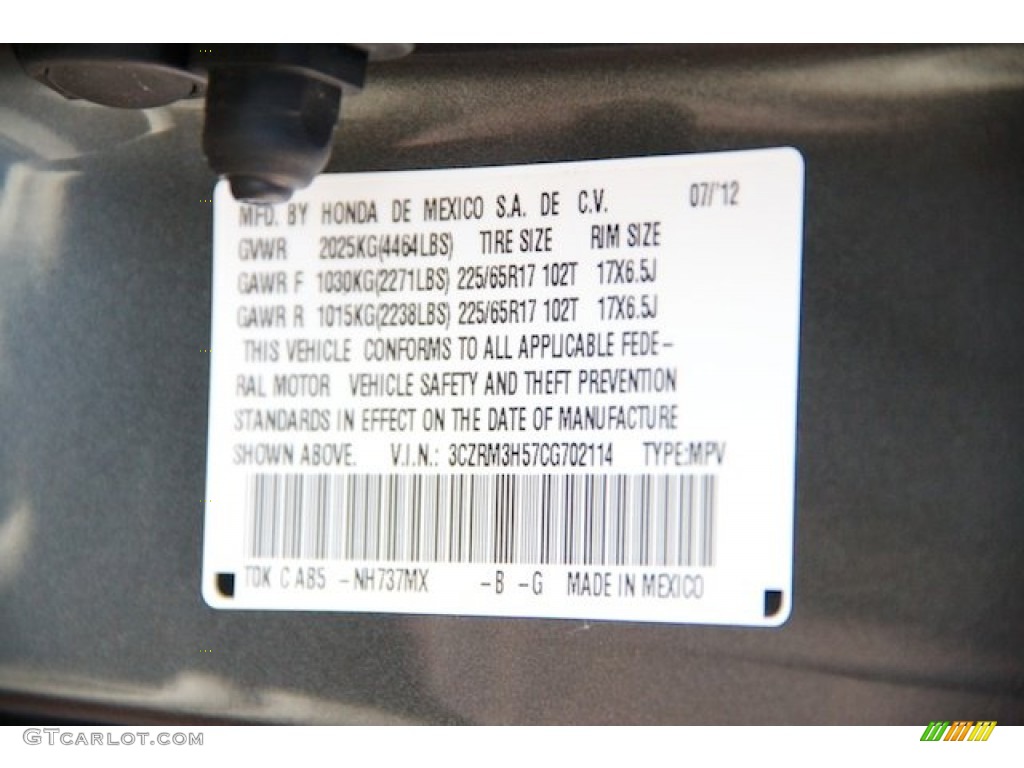 MFD. BY HONDA DE MEXICO S.A. DE C.V. 07/'12
GVWR 2025KG(4464LBS) TIRE SIZE RIM SIZE
GAWR F 1030KG(2271LBS) 225/65R17 102T 17X6.5J
GAWR R 1015KG(2238LBS) 225/65R17 102T 17X6.5J
THIS VEHICLE CONFORMS TO ALL APPLICABLE FEDE-
RAL MOTOR VEHICLE SAFETY AND THEFT PREVENTION
STANDARDS IN EFFECT ON THE DATE OF MANUFACTURE
SHOWN ABOVE. V.I.N.: 3CZRM3H57CG702114 TYPE:MPV
TDK C AB5 -NH737MX -B -G MADE IN MEXICO
GTCarlot.com